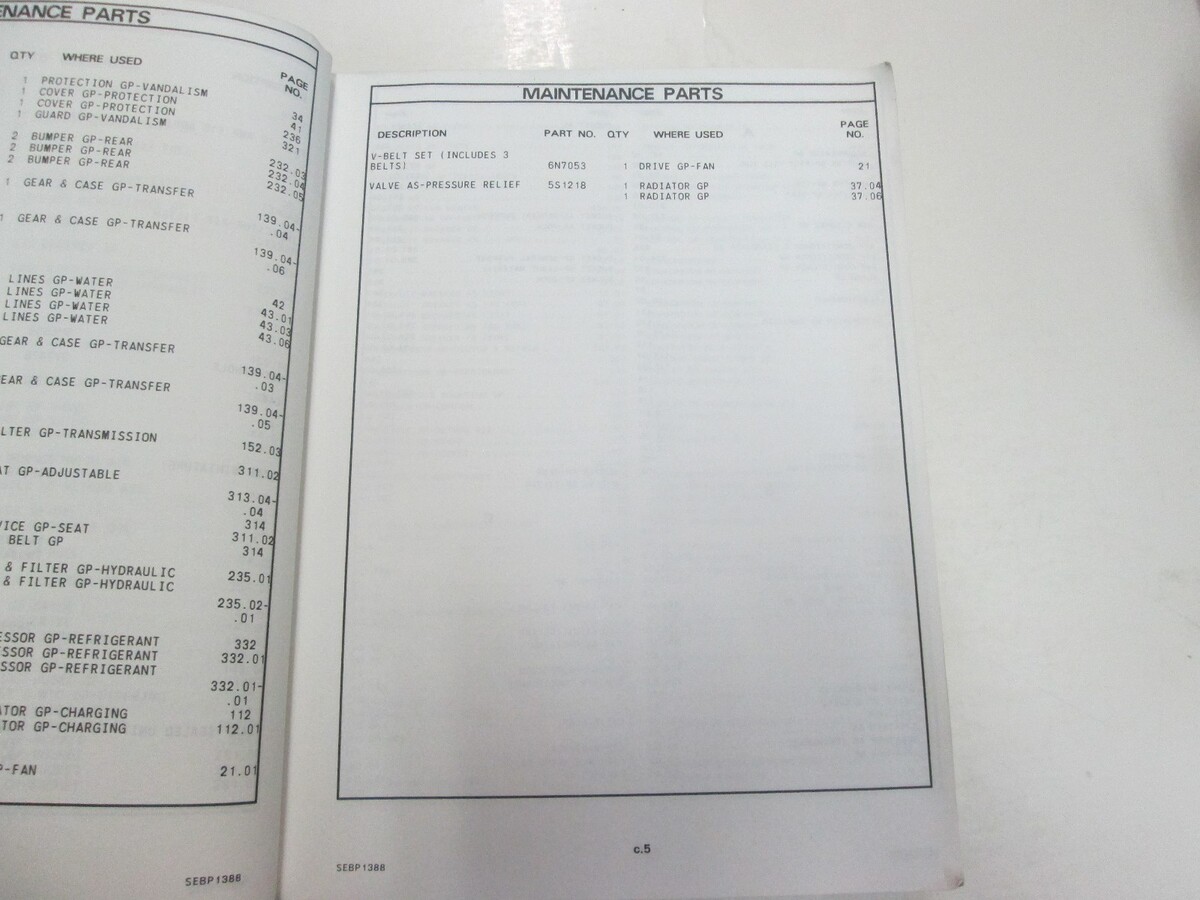 NANCE PARTS
QTY WHERE USED PAGE NO.
1 PROTECTION GP-VANDALISM 34
1 COVER GP-PROTECTION 41
1 COVER GP-PROTECTION 236
1 GUARD GP-VANDALISM 321
2 BUMPER GP-REAR 232.03
2 BUMPER GP-REAR 232.04
2 BUMPER GP-REAR 232.05
1 GEAR & CASE GP-TRANSFER
139.04-
.04
1 GEAR & CASE GP-TRANSFER
139.04-
.06
LINES GP-WATER 42
LINES GP-WATER 43.01
LINES GP-WATER 43.03
LINES GP-WATER 43.06
GEAR & CASE GP-TRANSFER
139.04-
.03
EAR & CASE GP-TRANSFER
139.04-
.05
LTER GP-TRANSMISSION 152.03
AT GP-ADJUSTABLE 311.02
313.04-
.04
VICE GP-SEAT 314
BELT GP 311.02
314
& FILTER GP-HYDRAULIC 235.01
& FILTER GP-HYDRAULIC
235.02-
.01
ESSOR GP-REFRIGERANT 332
SSOR GP-REFRIGERANT 332.01
SSOR GP-REFRIGERANT
332.01-
.01
ATOR GP-CHARGING 112
TOR GP-CHARGING 112.01
P-FAN 21.01
SEBP1388
MAINTENANCE PARTS
DESCRIPTION PART NO. QTY WHERE USED PAGE NO.
V-BELT SET (INCLUDES 3
BELTS) 6N7053 1 DRIVE GP-FAN 21
VALVE AS-PRESSURE RELIEF 5S1218 1 RADIATOR GP 37.04
1 RADIATOR GP 37.06
c.5
SEBP1388